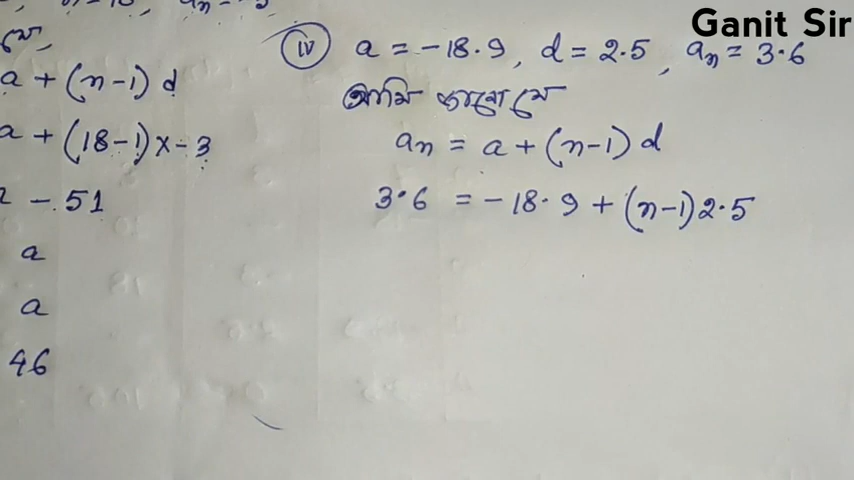 Ganit Sir
যে,
a + (n-1) d
a + (18-1) x - 3
- 51
a
a
46
(iv) a = -18.9, d = 2.5, an = 3.6
আমি জানো যে
an = a + (n-1) d
3.6 = -18.9 + (n-1) 2.5